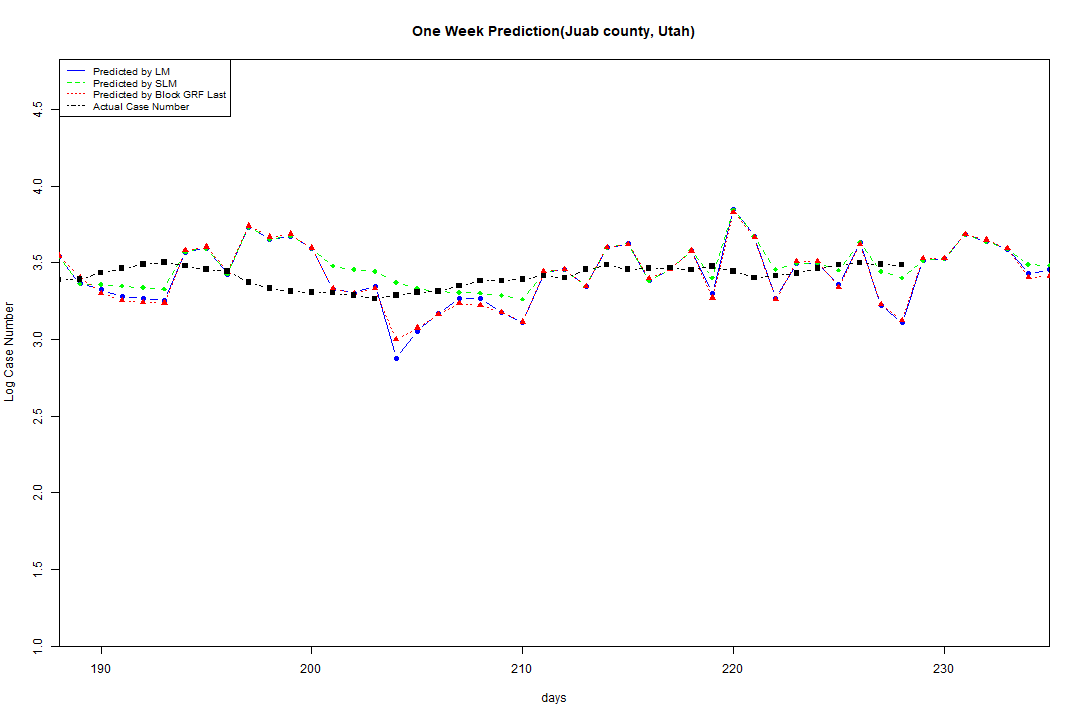 One Week Prediction(Juab county, Utah)
Predicted by LM
Predicted by SLM
Predicted by Block GRF Last
Actual Case Number
4.5
4.0
3.5
3.0
2.5
2.0
1.5
1.0
Log Case Number
190 200 210 220 230
days